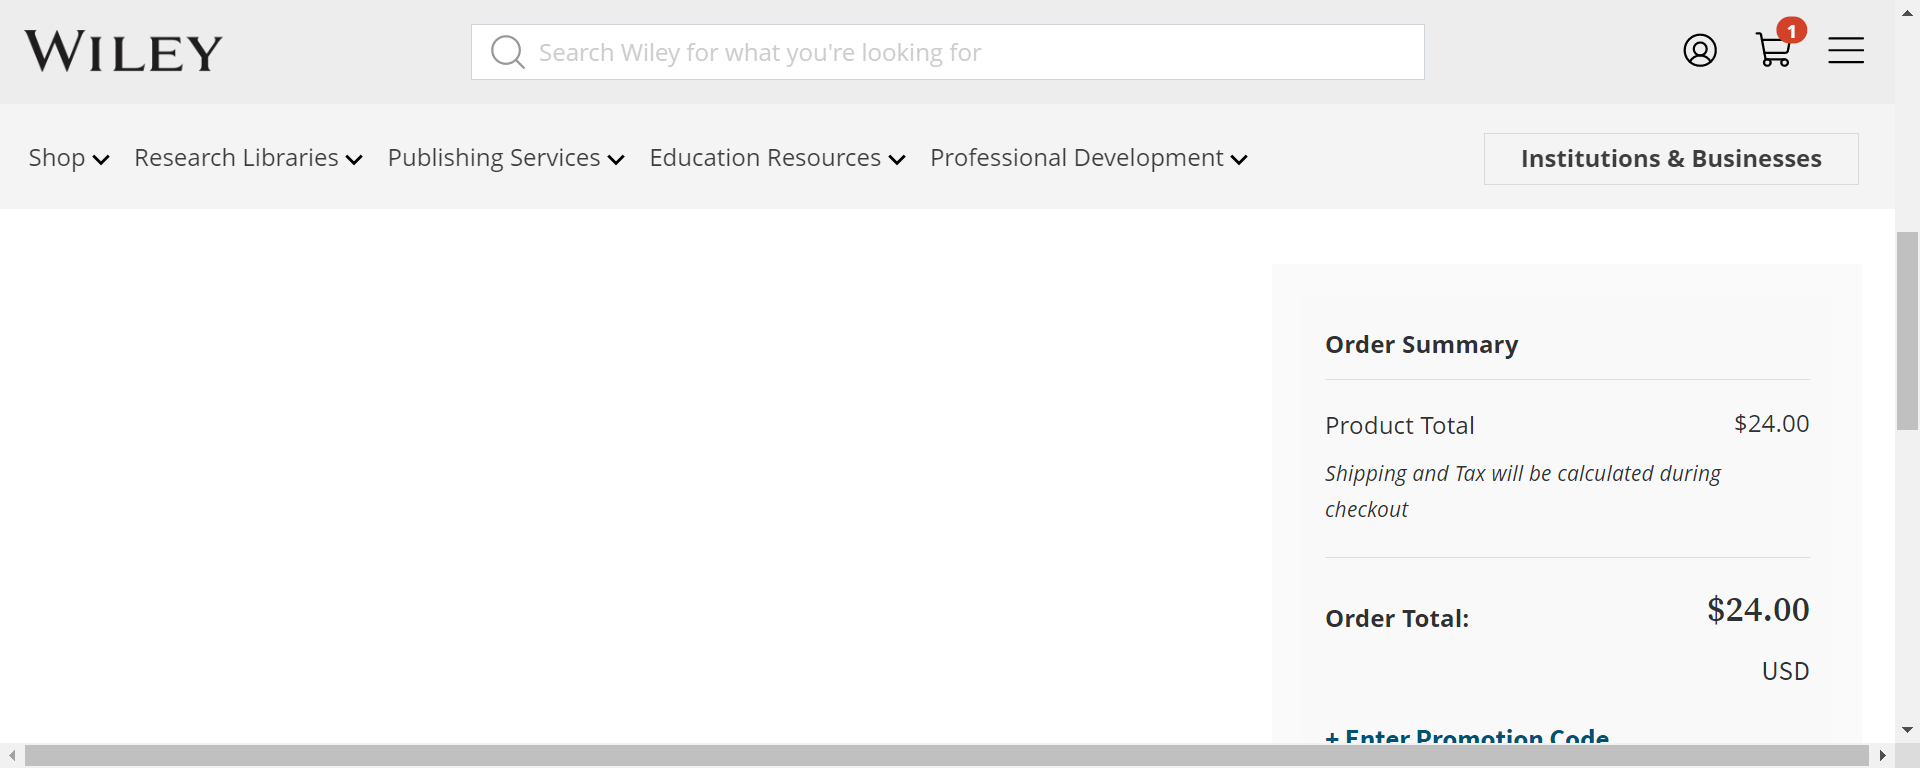 WILEY
Search Wiley for what you're looking for
1
Shop Research Libraries Publishing Services Education Resources Professional Development Institutions & Businesses
Order Summary
Product Total $24.00
Shipping and Tax will be calculated during
checkout
Order Total: $24.00
USD
+ Enter Promotion Code